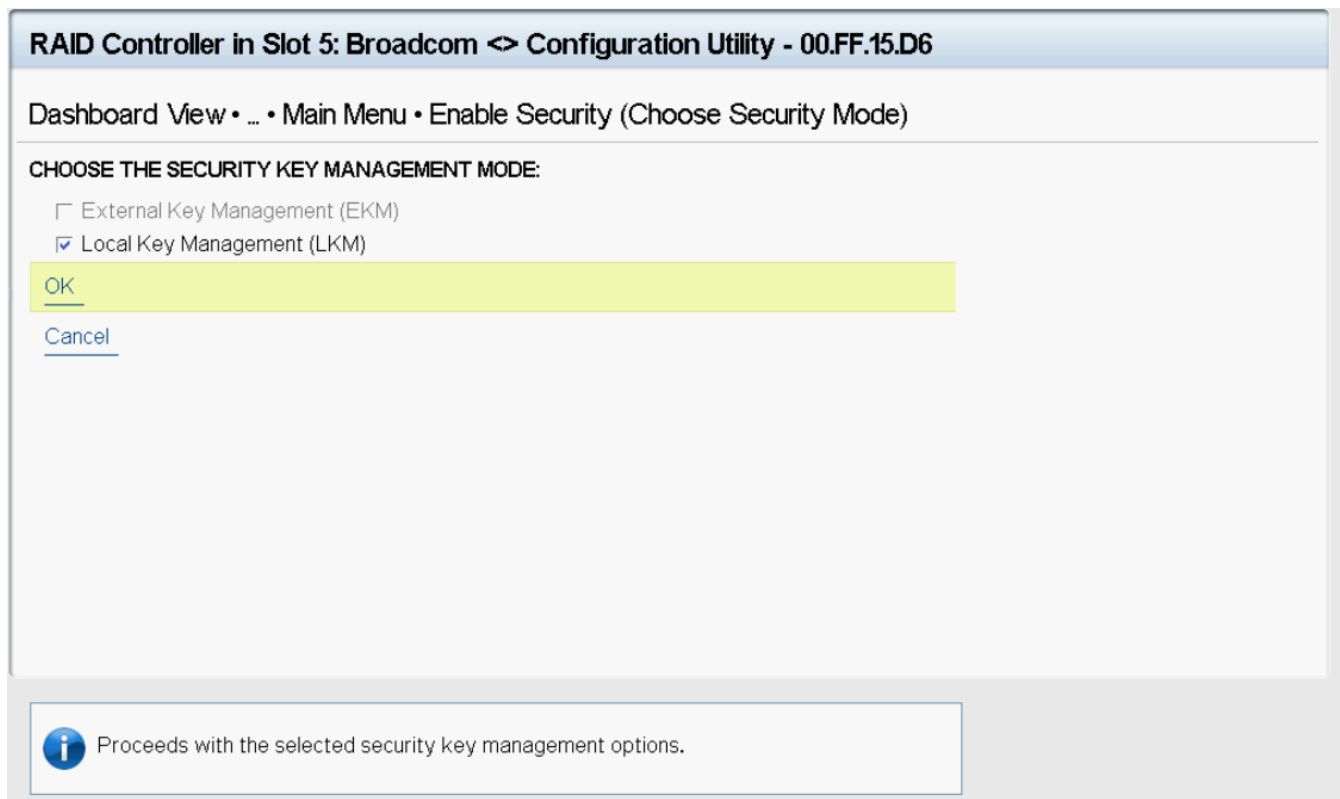 RAID Controller in Slot 5: Broadcom <> Configuration Utility - 00.FF.15.D6
Dashboard View • ... • Main Menu • Enable Security (Choose Security Mode)
CHOOSE THE SECURITY KEY MANAGEMENT MODE:
External Key Management (EKM)
Local Key Management (LKM)
OK
Cancel
Proceeds with the selected security key management options.